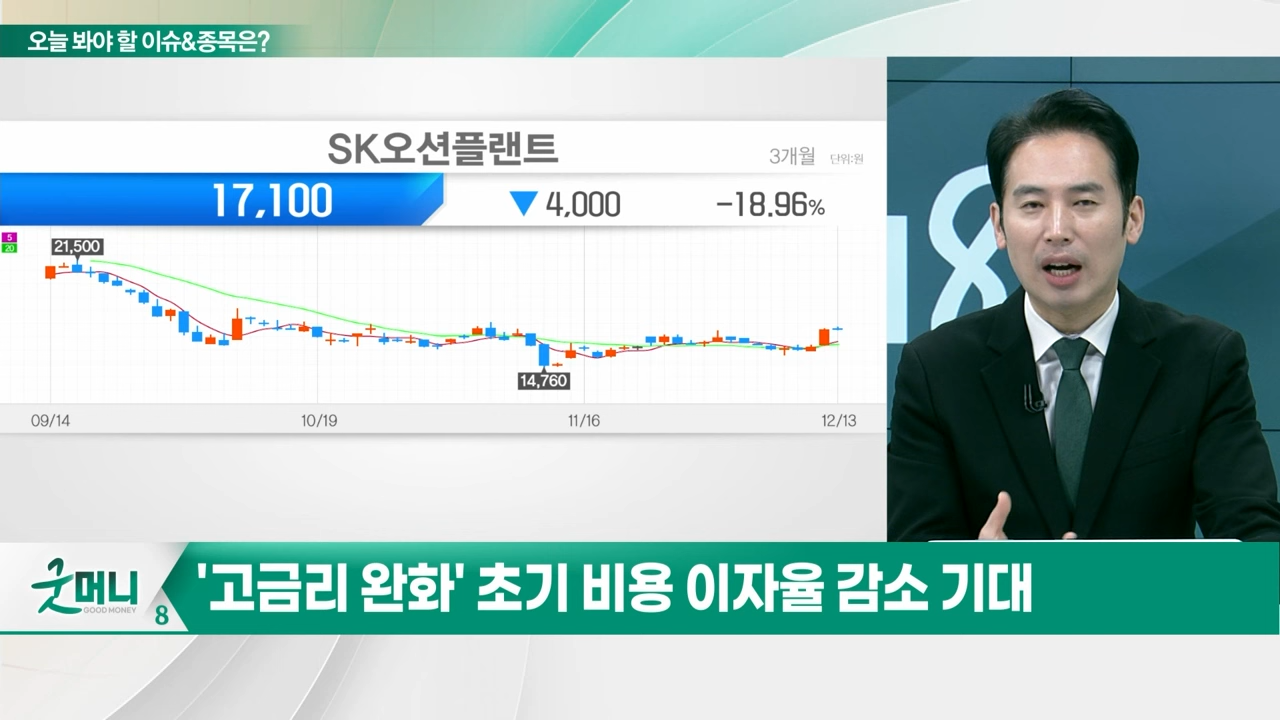 오늘 봐야 할 이슈&종목은?
SK오션플랜트
3개월 단위:원
17,100 ▼ 4,000 -18.96%
5
20
21,500
14,760
09/14 10/19 11/16 12/13
8
굿머니
GOOD MONEY
8
'고금리 완화' 초기 비용 이자율 감소 기대